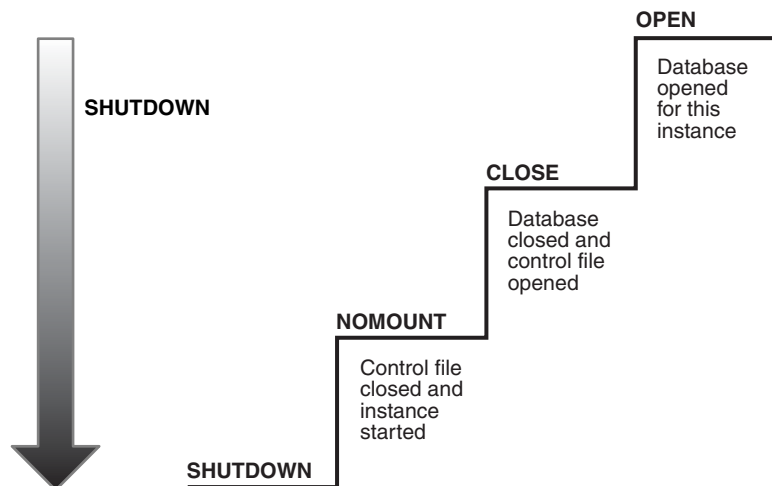 OPEN
Database
opened
for this
instance
SHUTDOWN
CLOSE
Database
closed and
control file
opened
NOMOUNT
Control file
closed and
instance
started
SHUTDOWN